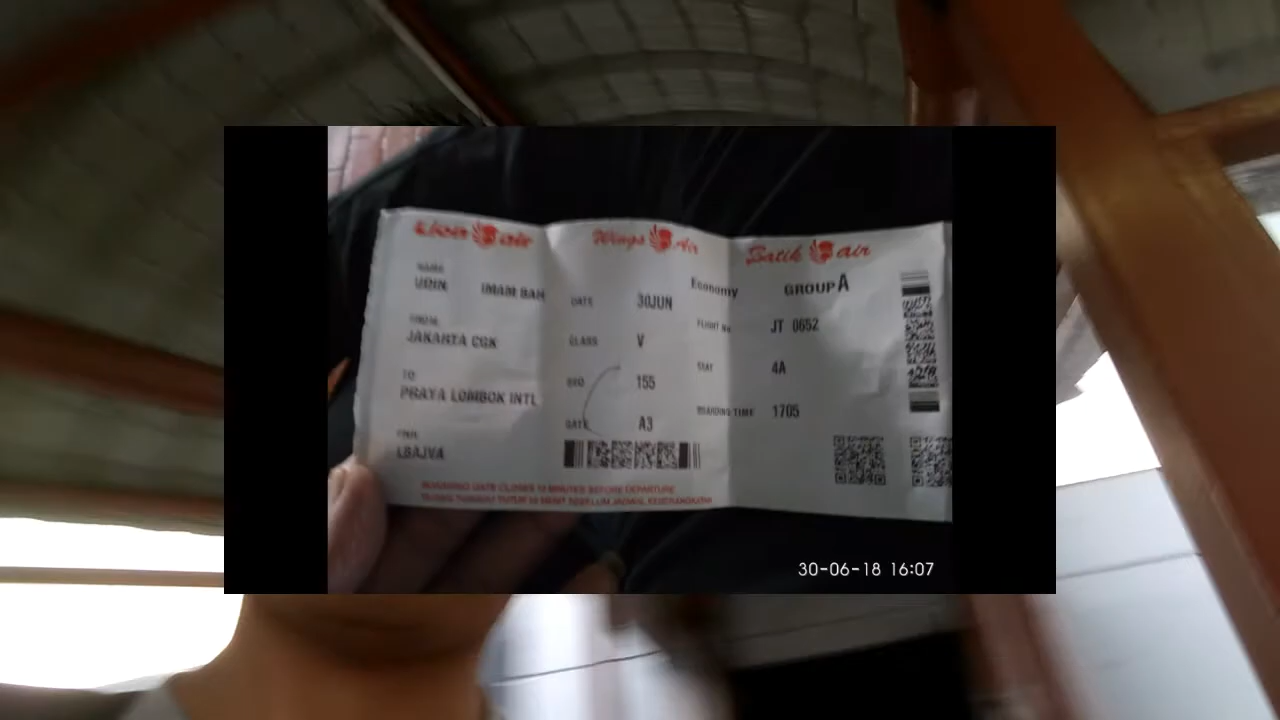 Lion air
Wings Air
Batik air
Economy
GROUP A
NAME
UDIN
IMAM BAH
DATE
30JUN
FLIGHT No
JT 0652
FROM
JAKARTA CGK
CLASS
V
SEAT
4A
TO
PRAYA LOMBOK INTL
155
BOARDING TIME
1705
GATE
A3
BOARDING GATE CLOSES 10 MINUTES BEFORE DEPARTURE
30-06-18 16:07